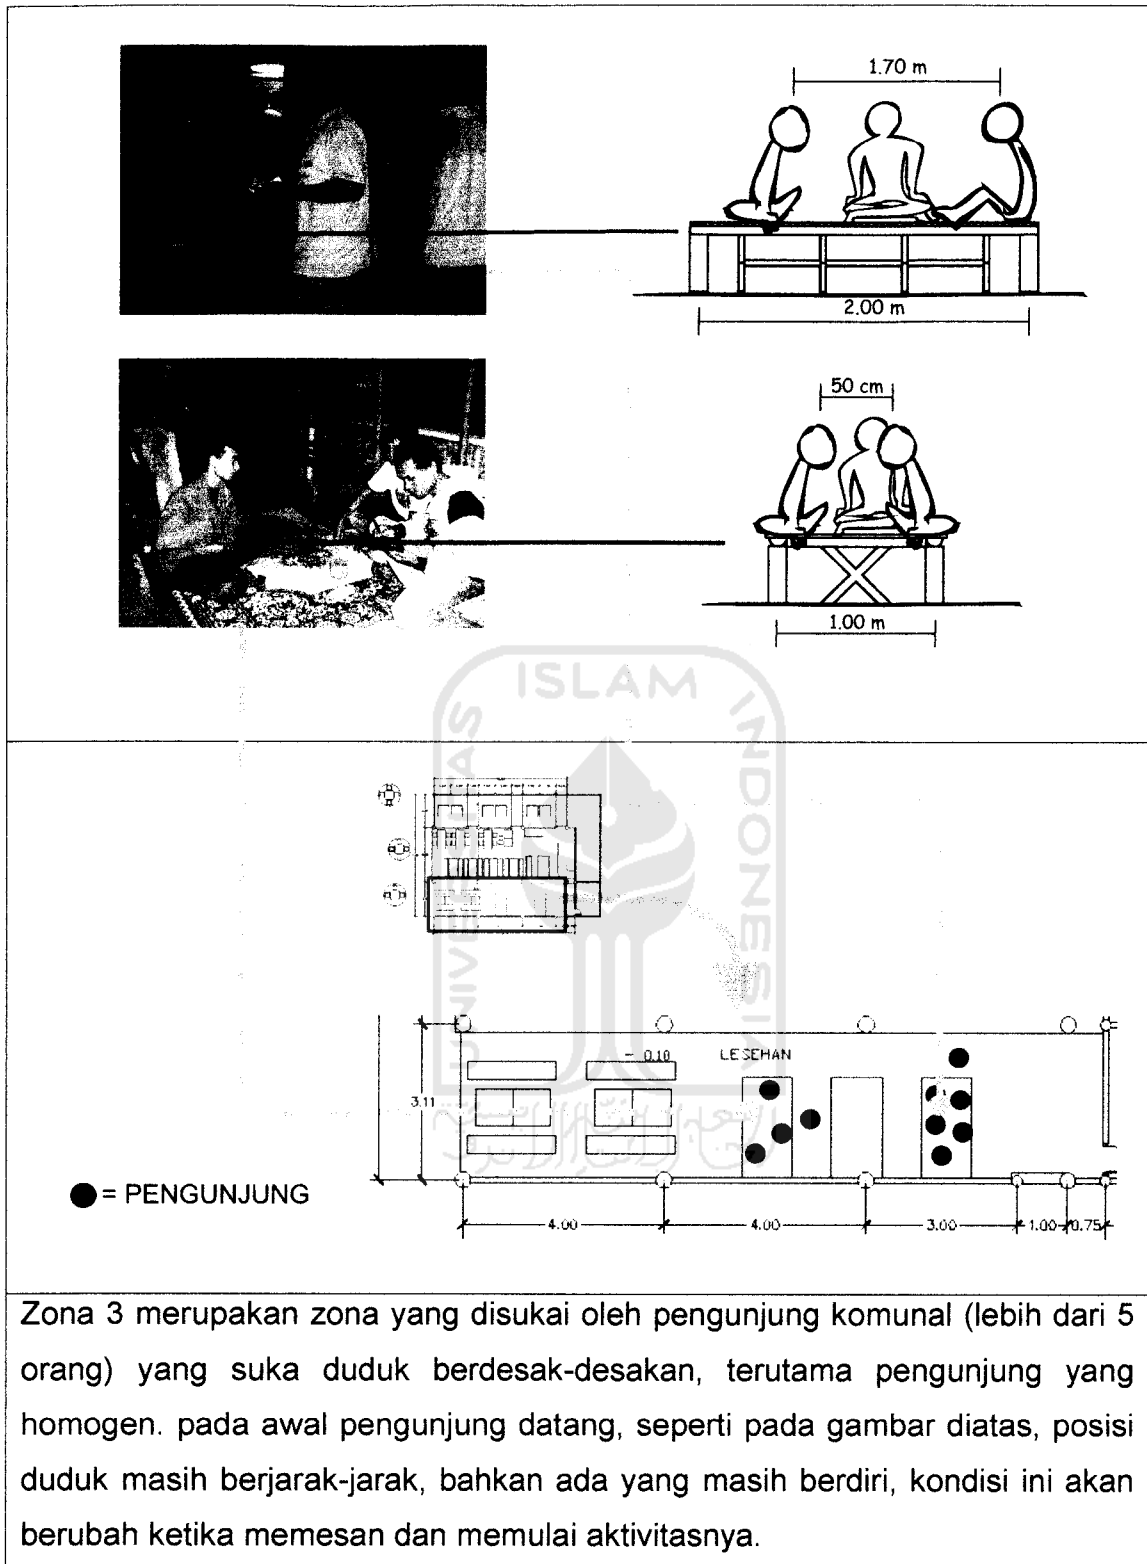 1.70 m
2.00 m
50 cm
1.00 m
UNIVERSITAS ISLAM INDONESIA
- 0.10 LESEHAN
3.11
= PENGUNJUNG
4.00 4.00 3.00 1.00 0.75
Zona 3 merupakan zona yang disukai oleh pengunjung komunal (lebih dari 5
orang) yang suka duduk berdesak-desakan, terutama pengunjung yang
homogen. pada awal pengunjung datang, seperti pada gambar diatas, posisi
duduk masih berjarak-jarak, bahkan ada yang masih berdiri, kondisi ini akan
berubah ketika memesan dan memulai aktivitasnya.